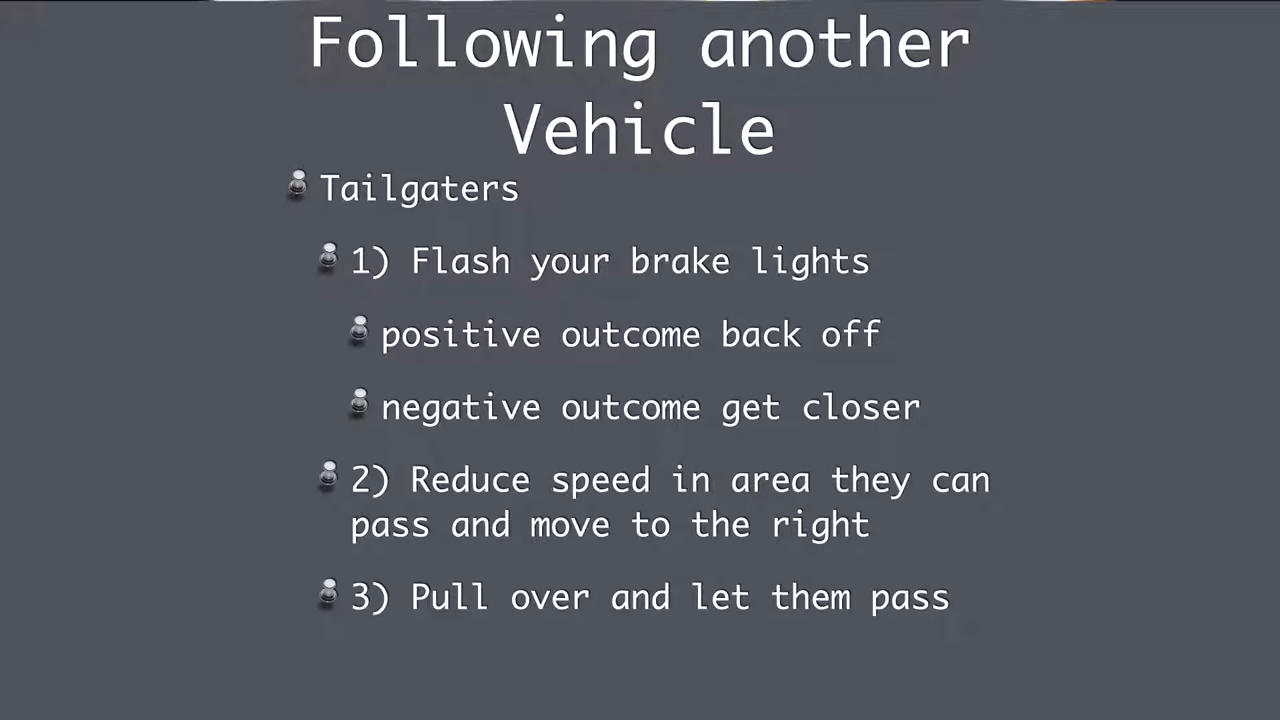 Following another
Vehicle
Tailgaters
1) Flash your brake lights
positive outcome back off
negative outcome get closer
2) Reduce speed in area they can
pass and move to the right
3) Pull over and let them pass